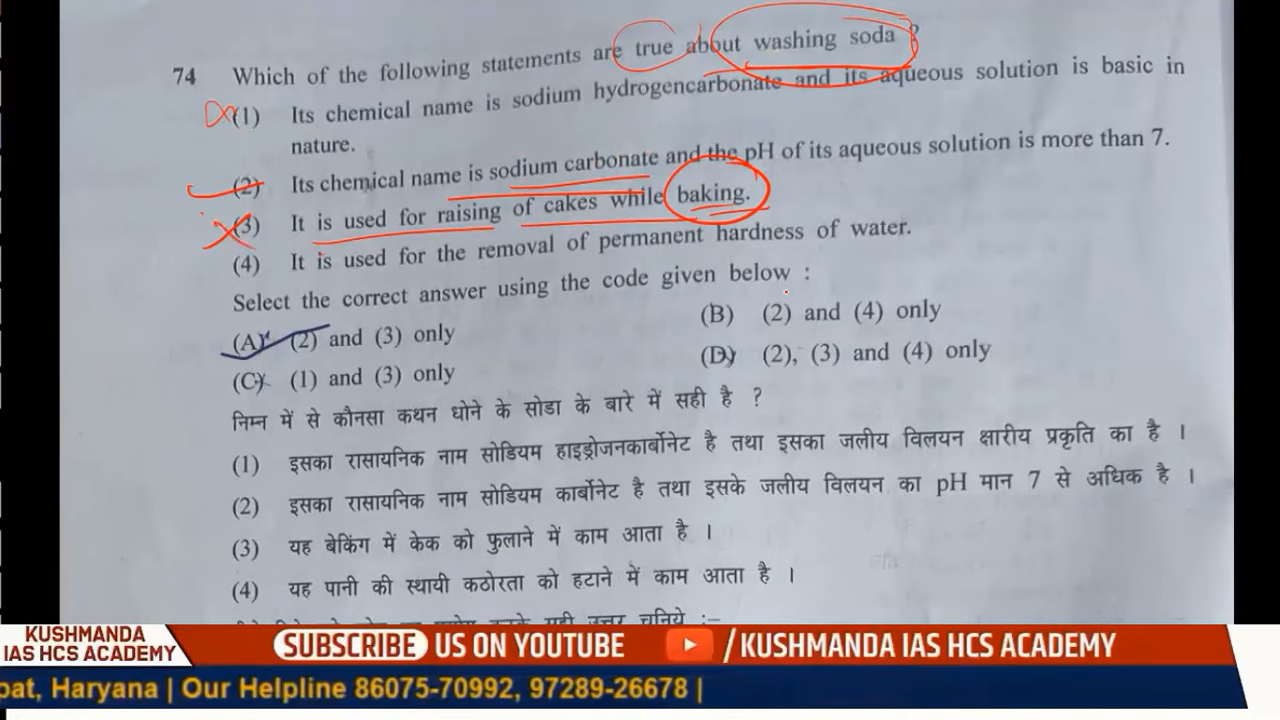 74 Which of the following statements are true about washing soda ?
(1) Its chemical name is sodium hydrogencarbonate and its aqueous solution is basic in
nature.
(2) Its chemical name is sodium carbonate and the pH of its aqueous solution is more than 7.
(3) It is used for raising of cakes while baking.
(4) It is used for the removal of permanent hardness of water.
Select the correct answer using the code given below :
(A) (2) and (3) only (B) (2) and (4) only
(C) (1) and (3) only (D) (2), (3) and (4) only
निम्न में से कौनसा कथन धोने के सोडा के बारे में सही है ?
(1) इसका रासायनिक नाम सोडियम हाइड्रोजनकार्बोनेट है तथा इसका जलीय विलयन क्षारीय प्रकृति का है ।
(2) इसका रासायनिक नाम सोडियम कार्बोनेट है तथा इसके जलीय विलयन का pH मान 7 से अधिक है ।
(3) यह बेकिंग में केक को फुलाने में काम आता है ।
(4) यह पानी की स्थायी कठोरता को हटाने में काम आता है ।
KUSHMANDA
IAS HCS ACADEMY
SUBSCRIBE US ON YOUTUBE /KUSHMANDA IAS HCS ACADEMY
pat, Haryana | Our Helpline 86075-70992, 97289-26678 |